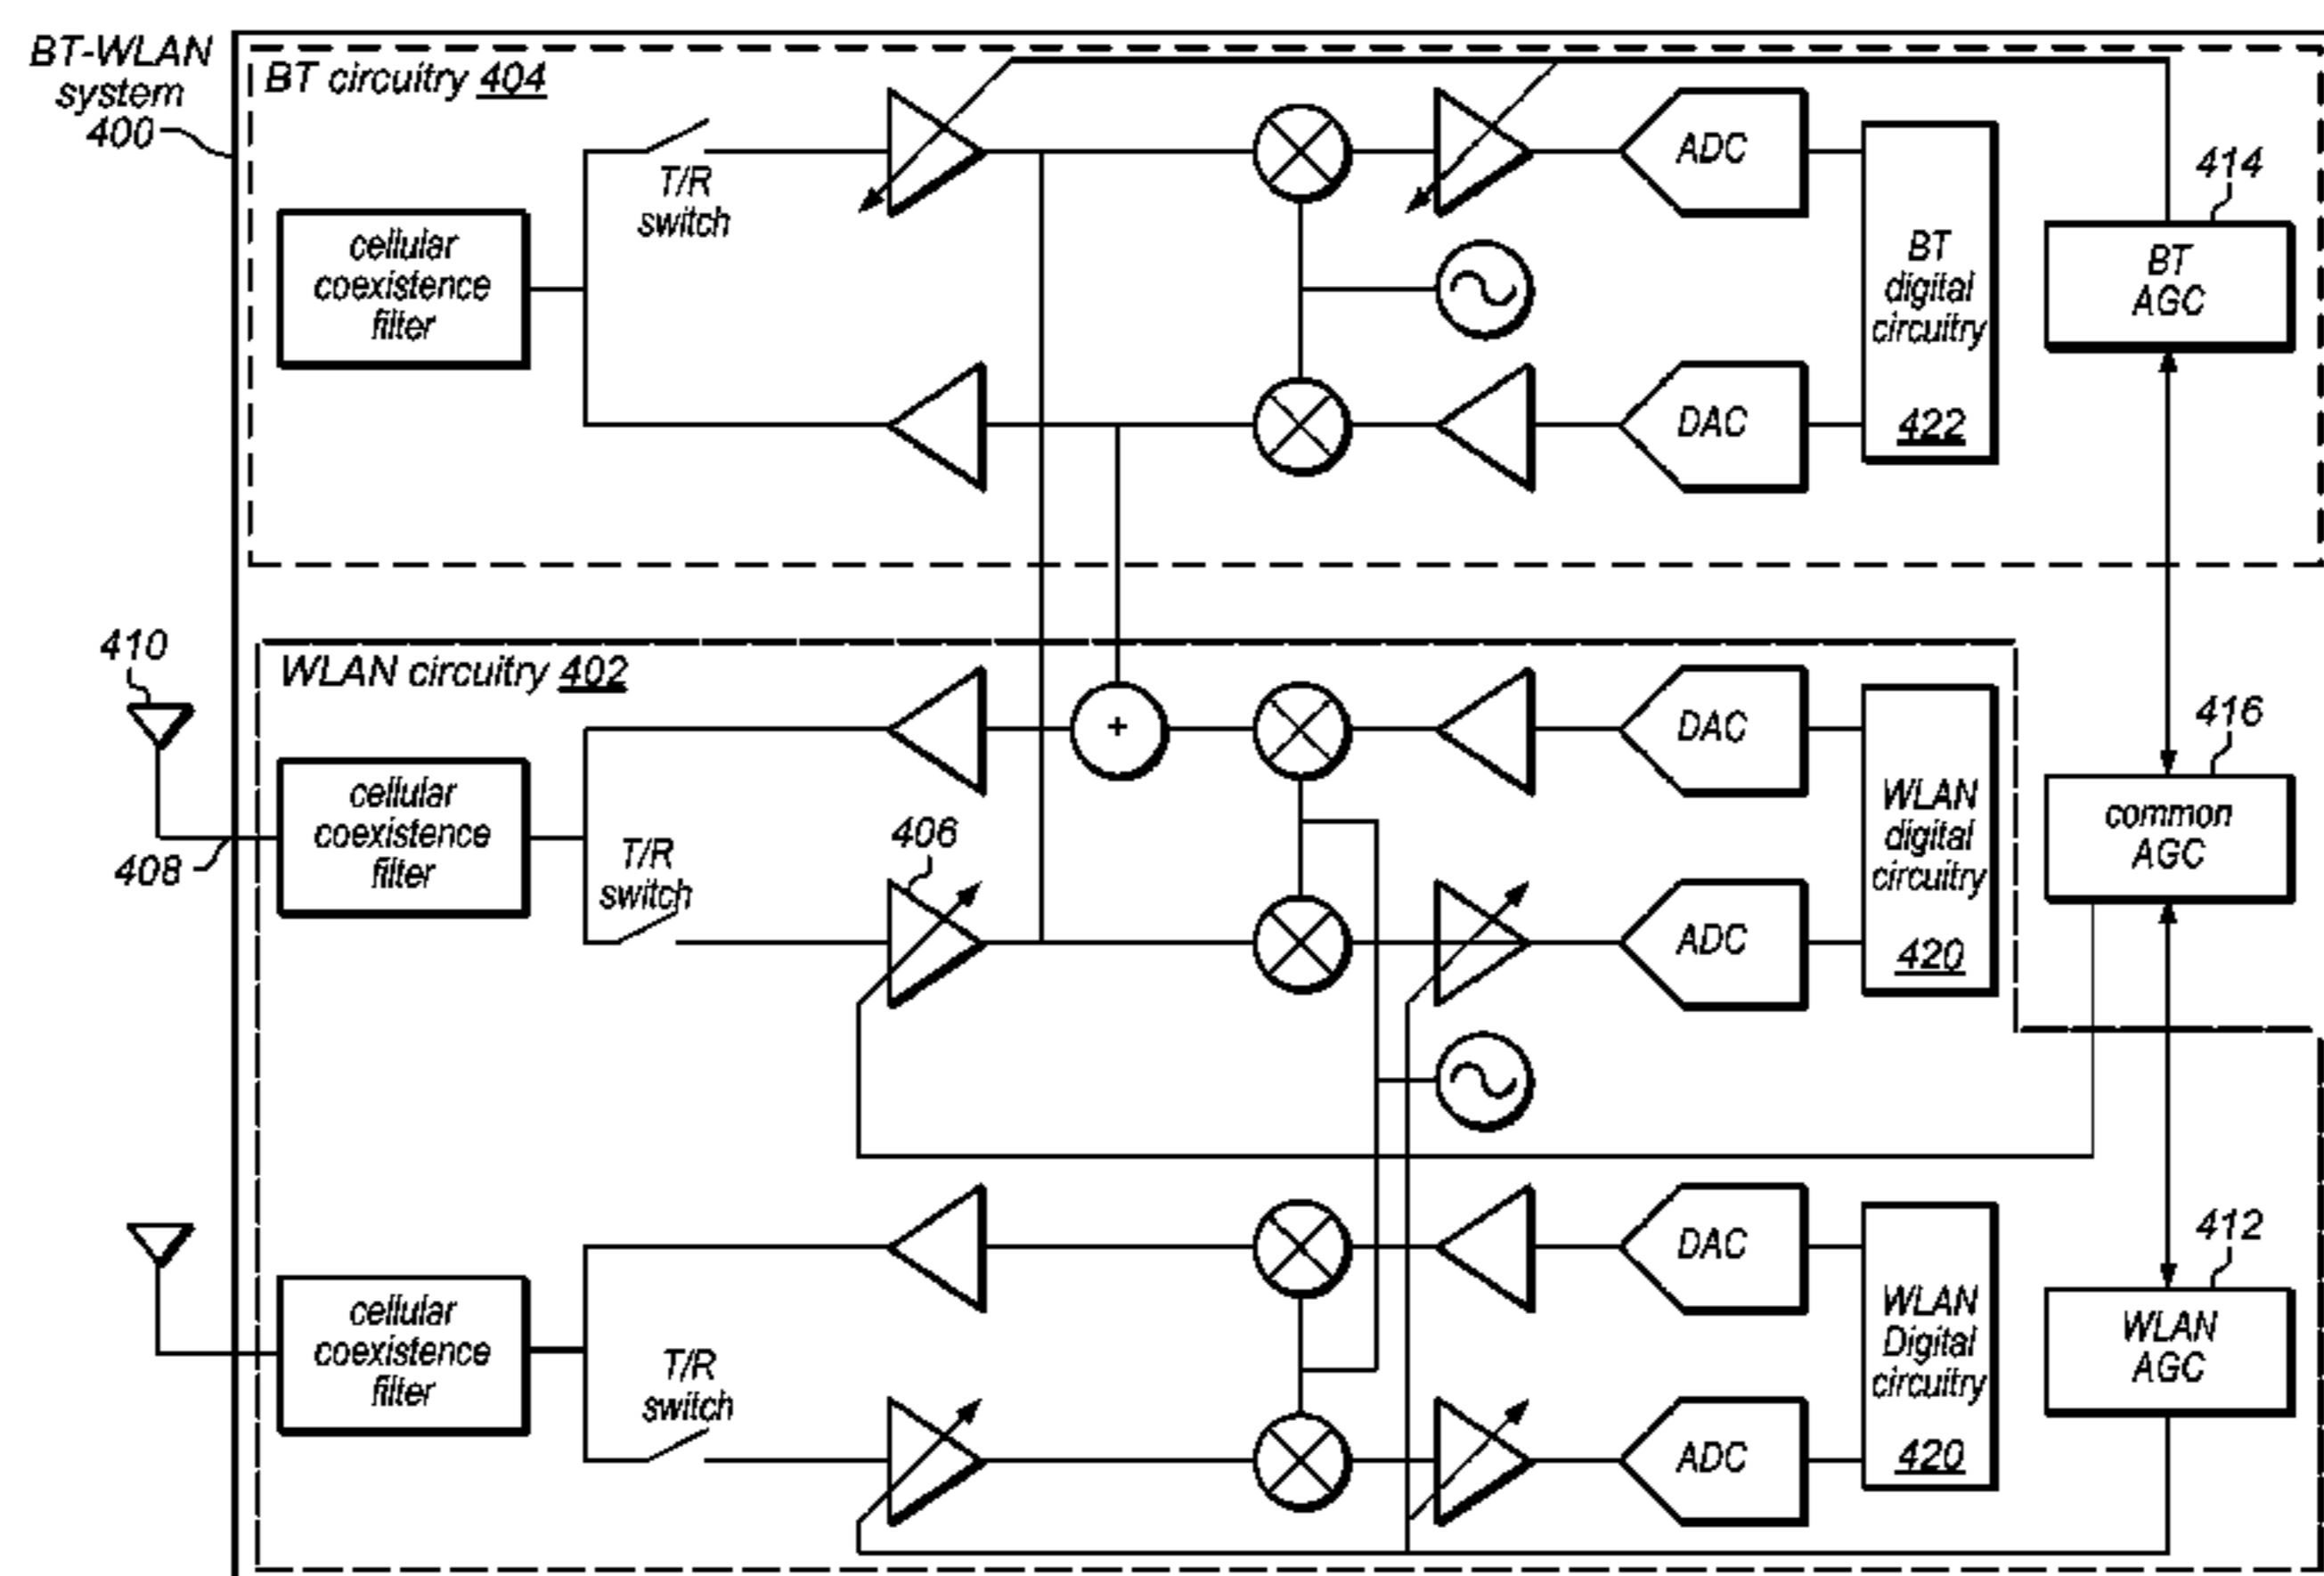 BT-WLAN
system
400
BT circuitry 404
T/R
switch
ADC
414
cellular
coexistence
filter
BT
digital
circuitry
422
BT
AGC
DAC
410
WLAN circuitry 402
DAC
416
cellular
coexistence
filter
408
T/R
switch
406
+
WLAN
digital
circuitry
420
common
AGC
ADC
DAC
412
cellular
coexistence
filter
T/R
switch
WLAN
Digital
circuitry
420
WLAN
AGC
ADC